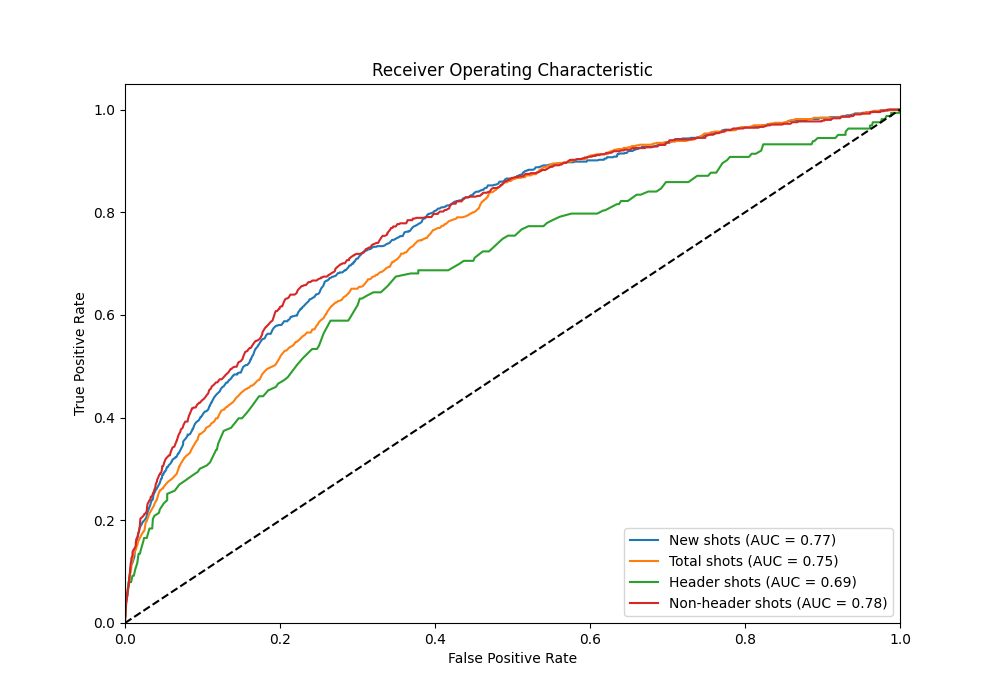 Receiver Operating Characteristic
True Positive Rate
1.0
0.8
0.6
0.4
0.2
0.0
0.0 0.2 0.4 0.6 0.8 1.0
False Positive Rate
New shots (AUC = 0.77)
Total shots (AUC = 0.75)
Header shots (AUC = 0.69)
Non-header shots (AUC = 0.78)